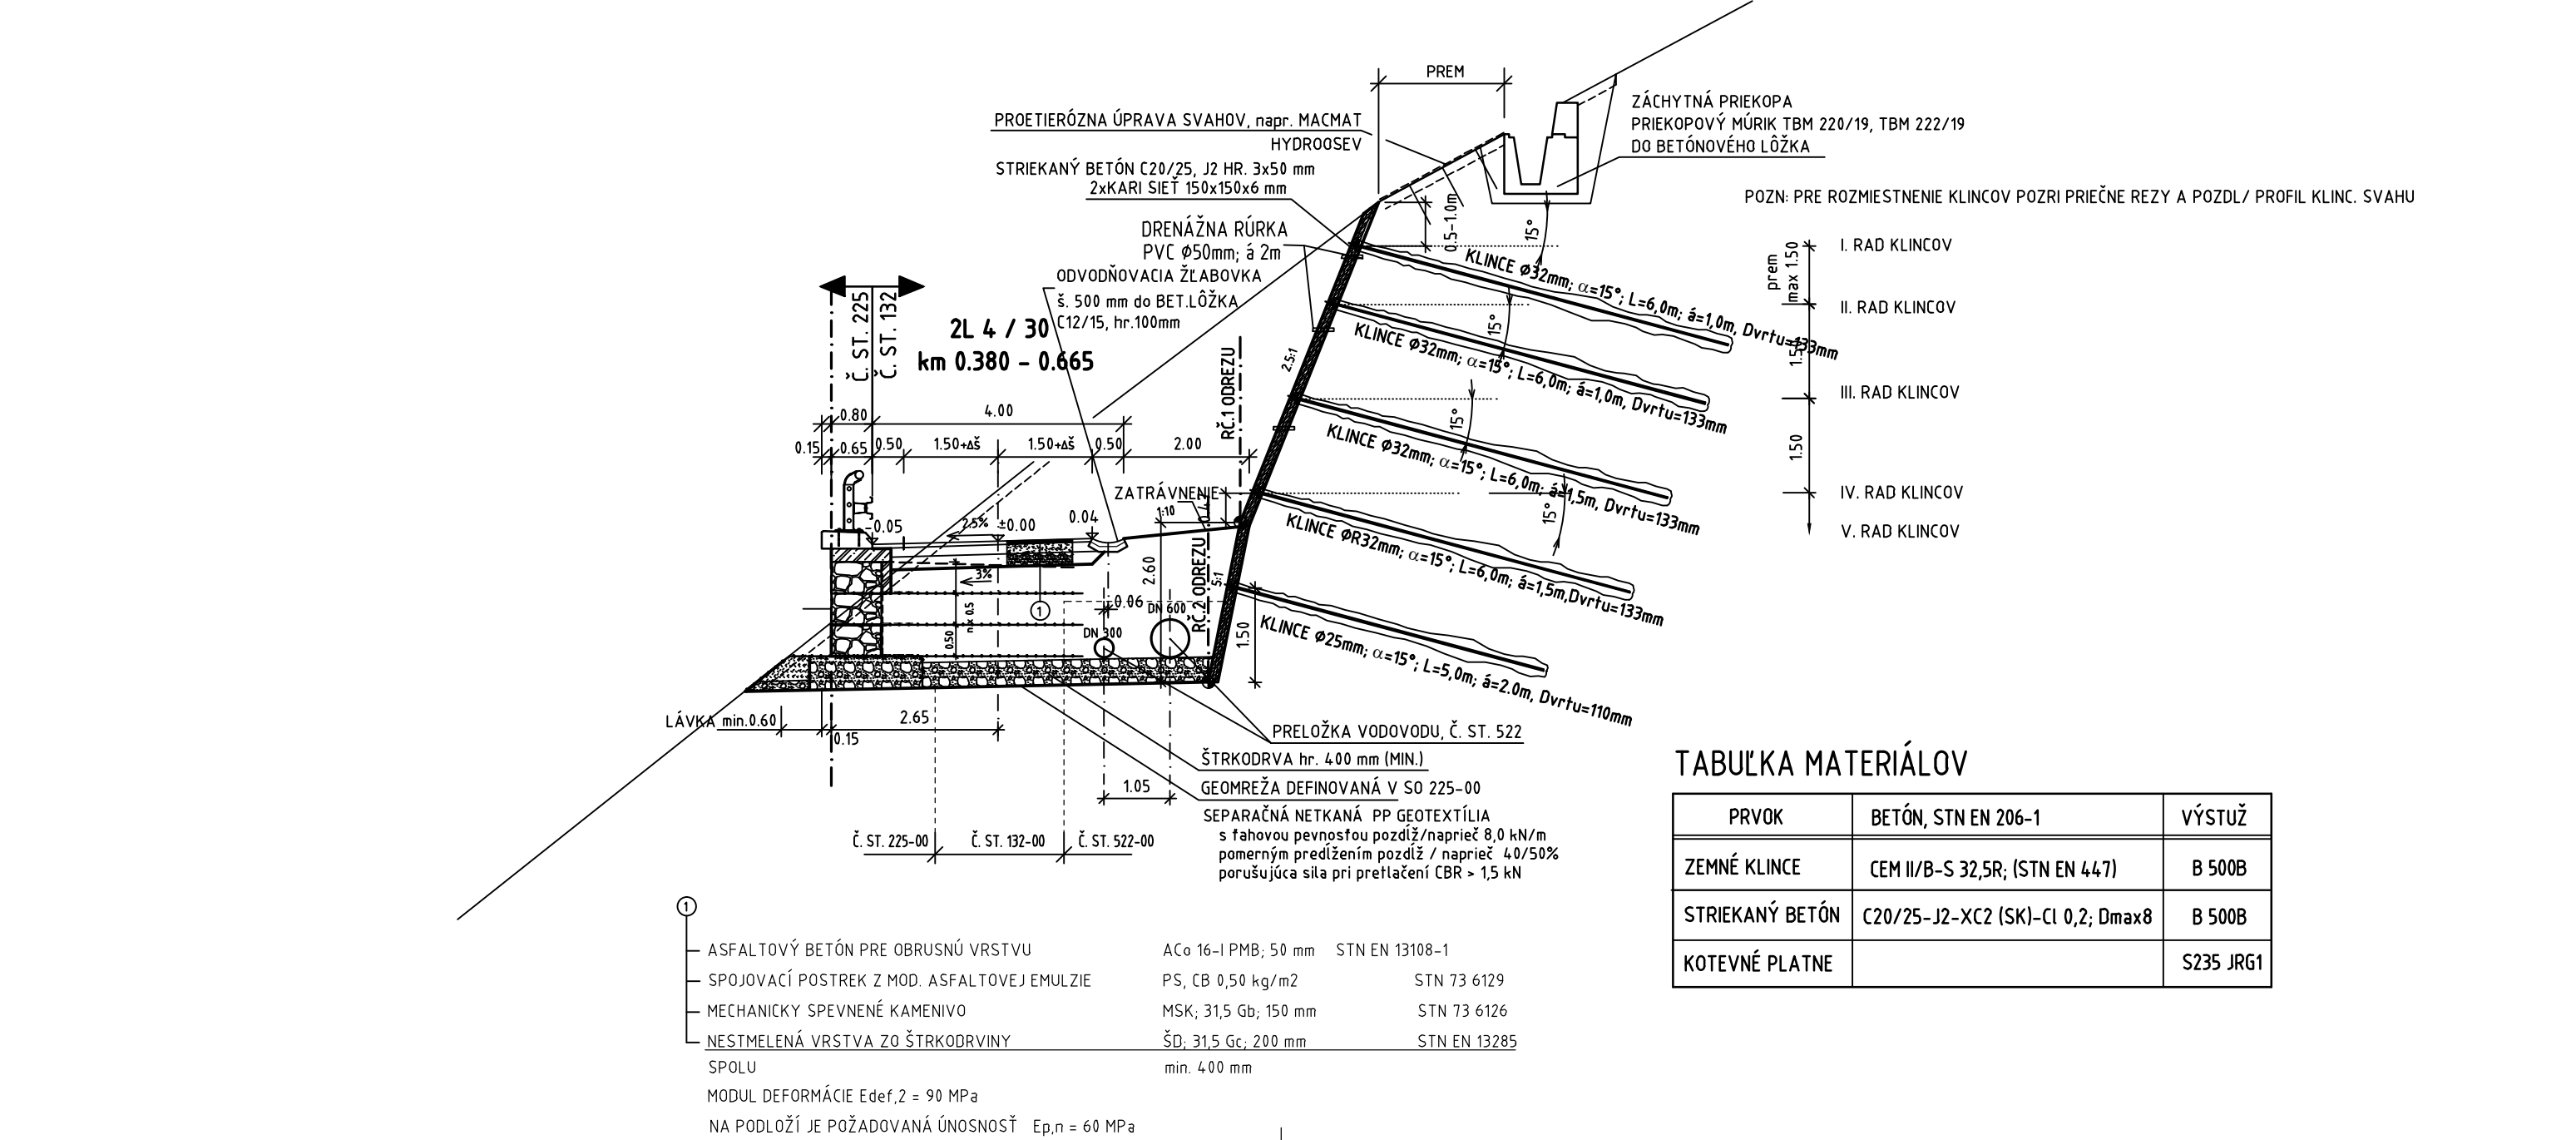 PREM
PROETIERÓZNA ÚPRAVA SVAHOV, napr. MACMAT
HYDROOSEV
STRIEKANÝ BETÓN C20/25, J2 HR. 3x50 mm
2xKARI SIEŤ 150x150x6 mm
DRENÁŽNA RÚRKA
PVC Ø50mm; á 2m
ODVODŇOVACIA ŽĽABOVKA
š. 500 mm do BET.LÔŽKA
C12/15, hr.100mm
ZÁCHYTNÁ PRIEKOPA
PRIEKOPOVÝ MÚRIK TBM 220/19, TBM 222/19
DO BETÓNOVÉHO LÔŽKA
POZN: PRE ROZMIESTNENIE KLINCOV POZRI PRIEČNE REZY A POZDL/ PROFIL KLINC. SVAHU
0.5-1.0m
15°
15°
15°
15°
prem
max 1.50
1.50
1.50
I. RAD KLINCOV
II. RAD KLINCOV
III. RAD KLINCOV
IV. RAD KLINCOV
V. RAD KLINCOV
KLINCE Ø32mm; α=15°; L=6,0m; á=1,0m, Dvrtu=133mm
KLINCE Ø32mm; α=15°; L=6,0m; á=1,0m, Dvrtu=133mm
KLINCE Ø32mm; α=15°; L=6,0m; á=1,5m, Dvrtu=133mm
KLINCE ØR32mm; α=15°; L=6,0m; á=1,5m,Dvrtu=133mm
KLINCE Ø25mm; α=15°; L=5,0m; á=2.0m, Dvrtu=110mm
Č. ST. 225
Č. ST. 132
2L 4 / 30
km 0.380 - 0.665
RČ.1 ODREZU
2.5:1
0.80
4.00
0.15
0.65
0.50
1.50+Δš
1.50+Δš
0.50
2.00
ZATRÁVNENIE
1:10
-0.05
2.5%
±0.00
0.04
3%
2.60
RČ.2 ODREZU
5:1
0.06
DN 600
DN 300
0.50
n x 0.5
1
1.50
LÁVKA min.0.60
2.65
0.15
1.05
PRELOŽKA VODOVODU, Č. ST. 522
ŠTRKODRVA hr. 400 mm (MIN.)
GEOMREŽA DEFINOVANÁ V SO 225-00
SEPARAČNÁ NETKANÁ PP GEOTEXTÍLIA
s ťahovou pevnosťou pozdĺž/naprieč 8,0 kN/m
pomerným predĺžením pozdĺž / naprieč 40/50%
porušujúca sila pri pretlačení CBR > 1,5 kN
Č. ST. 225-00
Č. ST. 132-00
Č. ST. 522-00
TABUĽKA MATERIÁLOV
PRVOK BETÓN, STN EN 206-1 VÝSTUŽ
ZEMNÉ KLINCE CEM II/B-S 32,5R; (STN EN 447) B 500B
STRIEKANÝ BETÓN C20/25-J2-XC2 (SK)-Cl 0,2; Dmax8 B 500B
KOTEVNÉ PLATNE S235 JRG1
1
ASFALTOVÝ BETÓN PRE OBRUSNÚ VRSTVU ACo 16-I PMB; 50 mm STN EN 13108-1
SPOJOVACÍ POSTREK Z MOD. ASFALTOVEJ EMULZIE PS, CB 0,50 kg/m2 STN 73 6129
MECHANICKY SPEVNENÉ KAMENIVO MSK; 31,5 Gb; 150 mm STN 73 6126
NESTMELENÁ VRSTVA ZO ŠTRKODRVINY ŠD; 31,5 Gc; 200 mm STN EN 13285
SPOLU min. 400 mm
MODUL DEFORMÁCIE Edef,2 = 90 MPa
NA PODLOŽÍ JE POŽADOVANÁ ÚNOSNOSŤ Ep,n = 60 MPa